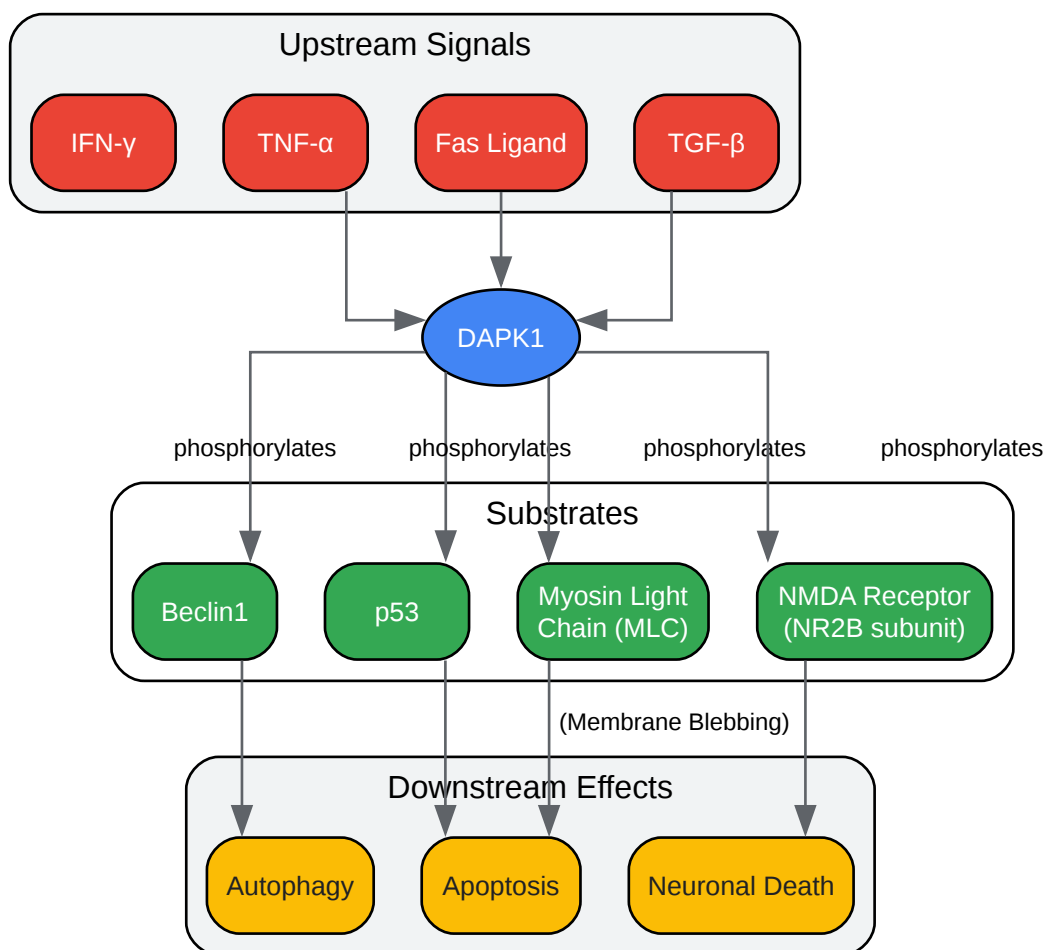 Upstream Signals
IFN-γ
TNF-α
Fas Ligand
TGF-β
DAPK1
phosphorylates
phosphorylates
phosphorylates
phosphorylates
Substrates
Beclin1
p53
Myosin Light
Chain (MLC)
NMDA Receptor
(NR2B subunit)
(Membrane Blebbing)
Downstream Effects
Autophagy
Apoptosis
Neuronal Death